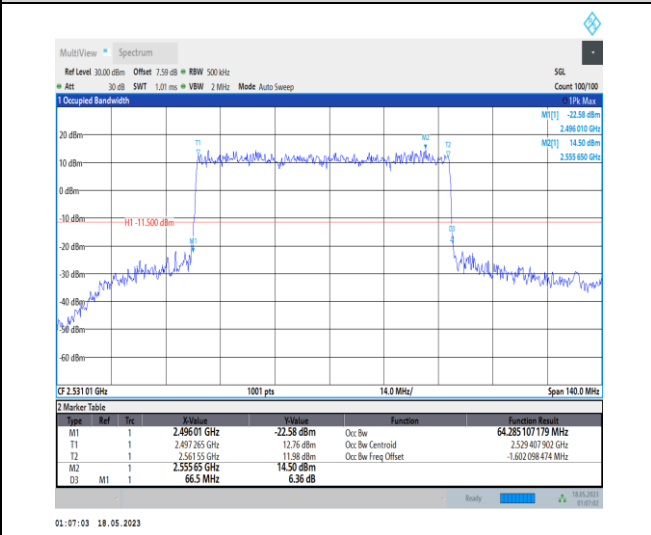 MultiView Spectrum
Ref Level 30.00 dBm Offset 7.59 dB RBW 500 kHz SGL
Att 30 dB SWT 1.01 ms VBW 2 MHz Mode Auto Sweep Count 100/100
1 Occupied Bandwidth 1Pk Max
M1[1] -22.58 dBm
2.496 010 GHz
M2[1] 14.50 dBm
2.555 650 GHz
20 dBm
T1 M2 T2
10 dBm
0 dBm
-10 dBm
H1 -11.500 dBm
D3
M1
-20 dBm
-30 dBm
-40 dBm
-50 dBm
-60 dBm
CF 2.531 01 GHz 1001 pts 14.0 MHz/ Span 140.0 MHz
2 Marker Table
Type Ref Trc X-Value Y-Value Function Function Result
M1 1 2.496 01 GHz -22.58 dBm Occ Bw 64.285 107 179 MHz
T1 1 2.497 265 GHz 12.76 dBm Occ Bw Centroid 2.529 407 902 GHz
T2 1 2.561 55 GHz 11.98 dBm Occ Bw Freq Offset -1.602 098 474 MHz
M2 1 2.555 65 GHz 14.50 dBm
D3 M1 1 66.5 MHz 6.36 dB
Ready 18.05.2023
01:07:02
01:07:03 18.05.2023